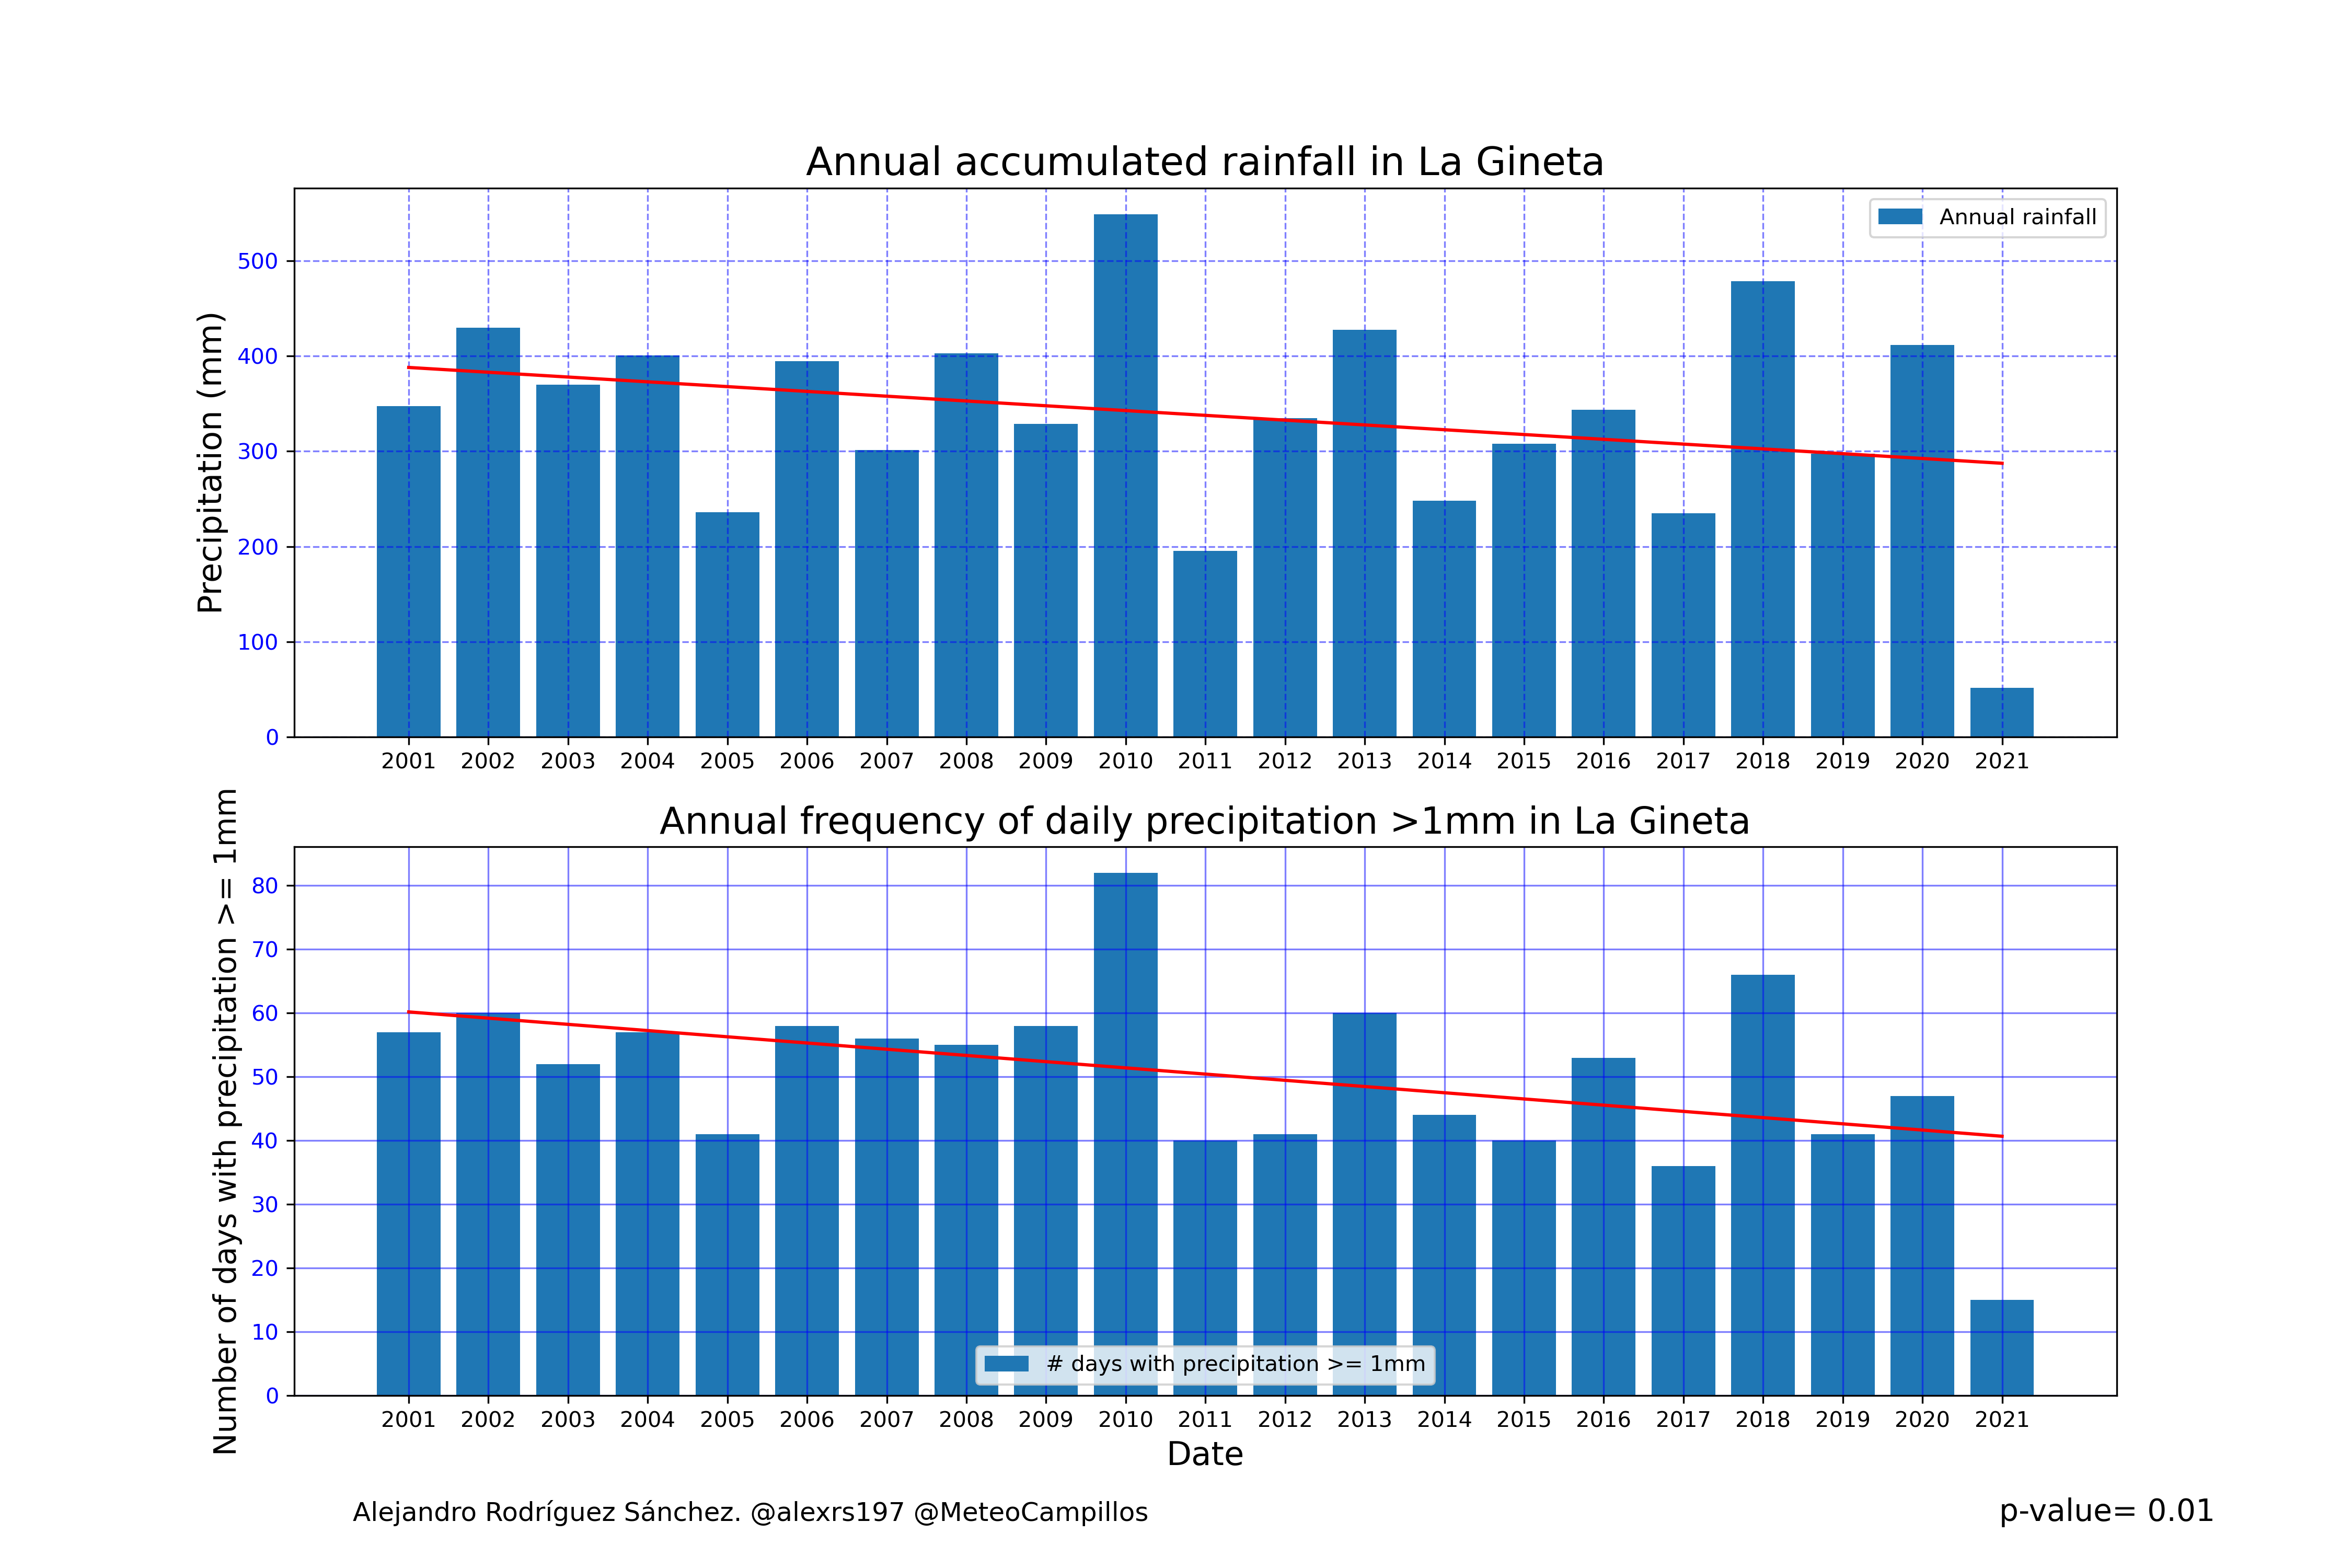 Annual accumulated rainfall in La Gineta
Annual rainfall
Precipitation (mm)
500
400
300
200
100
0
2001 2002 2003 2004 2005 2006 2007 2008 2009 2010 2011 2012 2013 2014 2015 2016 2017 2018 2019 2020 2021
Annual frequency of daily precipitation >1mm in La Gineta
Number of days with precipitation >= 1mm
80
70
60
50
40
30
20
10
0
# days with precipitation >= 1mm
2001 2002 2003 2004 2005 2006 2007 2008 2009 2010 2011 2012 2013 2014 2015 2016 2017 2018 2019 2020 2021
Date
Alejandro Rodríguez Sánchez. @alexrs197 @MeteoCampillos
p-value= 0.01